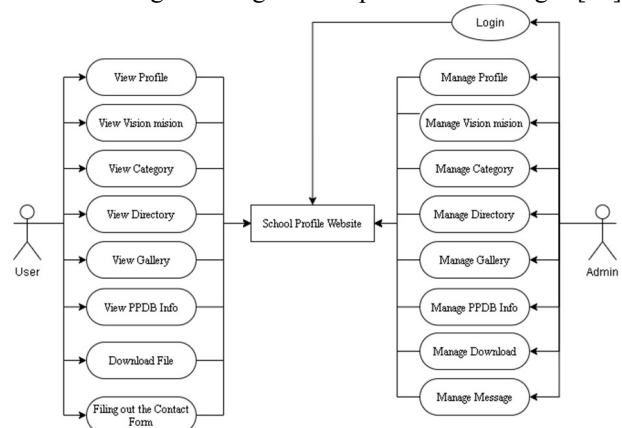 Login
View Profile
Manage Profile
View Vision mision
Manage Vision mision
View Category
Manage Category
View Directory
School Profile Website
Manage Directory
User
Admin
View Gallery
Manage Gallery
View PPDB Info
Manage PPDB Info
Download File
Manage Download
Manage Message
Filing out the Contact
Form